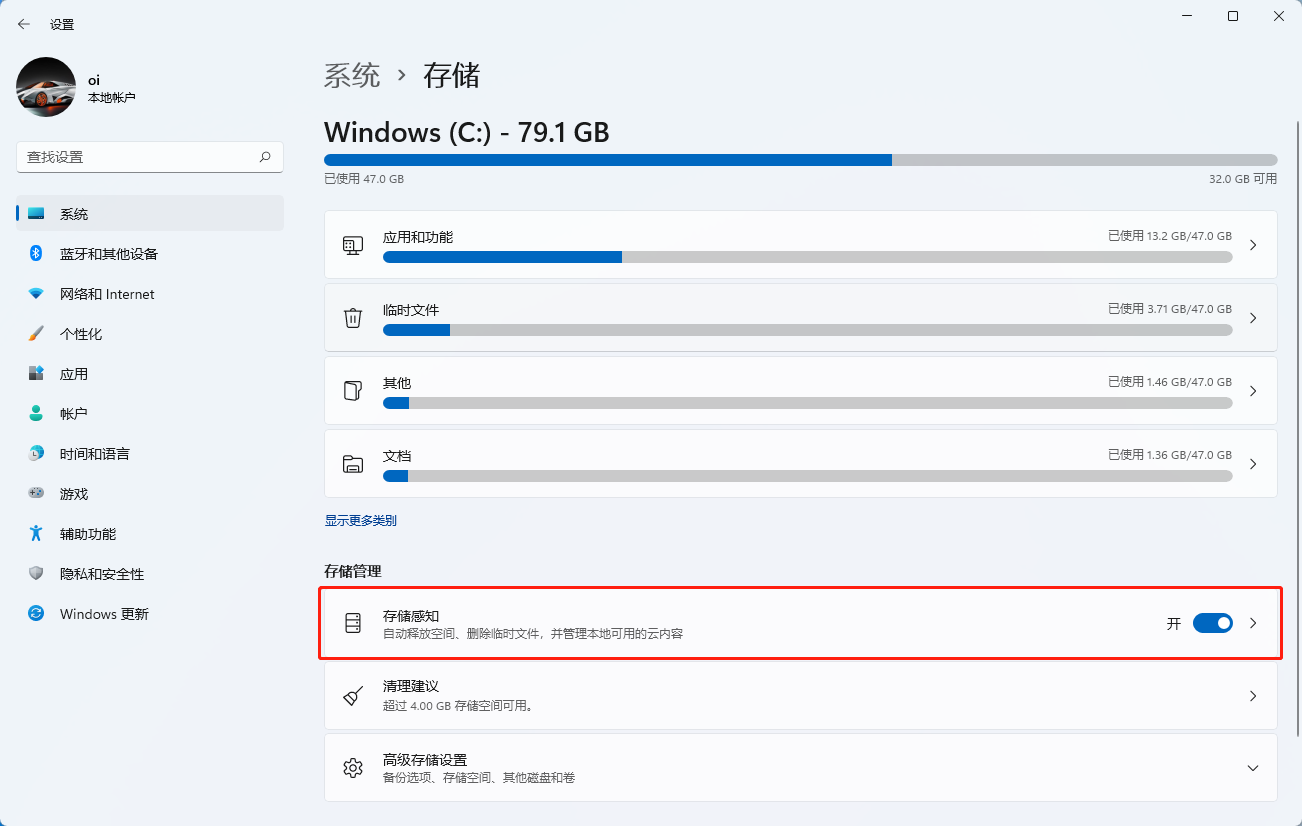 设置
oi
本地帐户
查找设置
系统
蓝牙和其他设备
网络和 Internet
个性化
应用
帐户
时间和语言
游戏
辅助功能
隐私和安全性
Windows 更新
系统 › 存储
Windows (C:) - 79.1 GB
已使用 47.0 GB
32.0 GB 可用
应用和功能
已使用 13.2 GB/47.0 GB
临时文件
已使用 3.71 GB/47.0 GB
其他
已使用 1.46 GB/47.0 GB
文档
已使用 1.36 GB/47.0 GB
显示更多类别
存储管理
存储感知
自动释放空间、删除临时文件，并管理本地可用的云内容
开
清理建议
超过 4.00 GB 存储空间可用。
高级存储设置
备份选项、存储空间、其他磁盘和卷